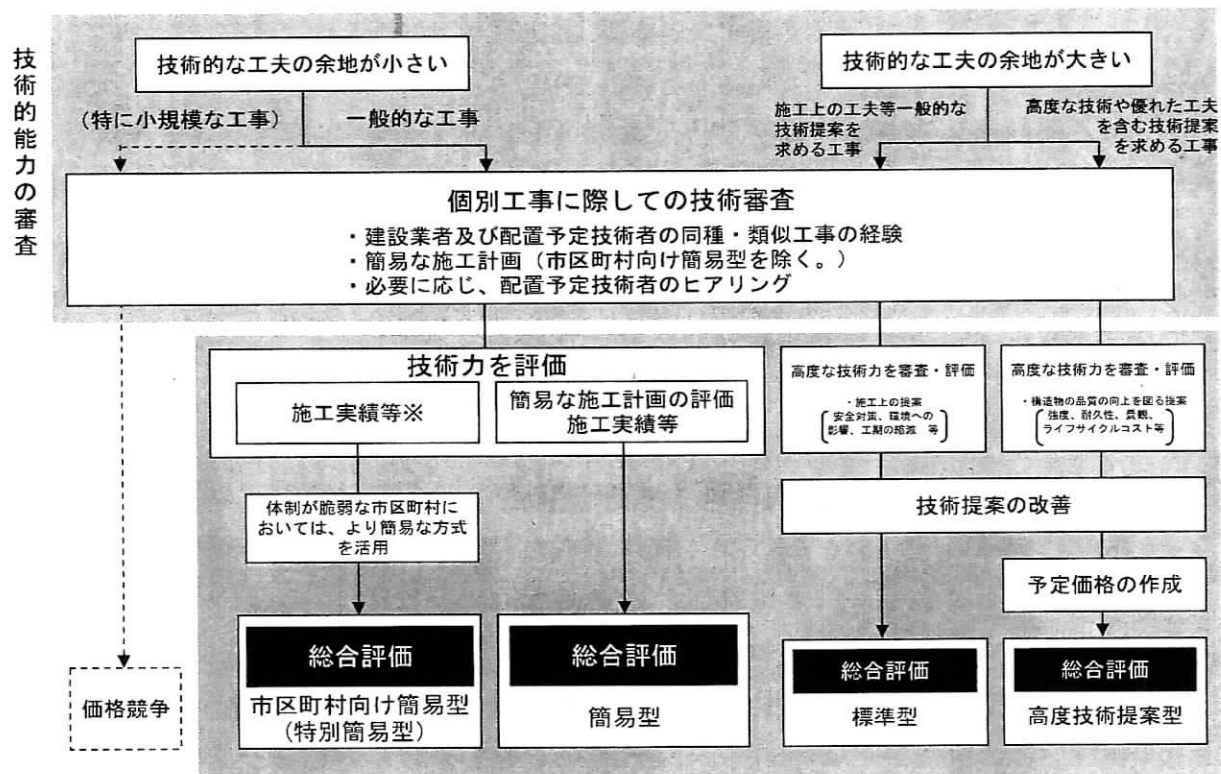 技術的能力の審査
技術的な工夫の余地が小さい
技術的な工夫の余地が大きい
(特に小規模な工事)
一般的な工事
施工上の工夫等一般的な
技術提案を
求める工事
高度な技術や優れた工夫
を含む技術提案
を求める工事
個別工事に際しての技術審査
・建設業者及び配置予定技術者の同種・類似工事の経験
・簡易な施工計画(市区町村向け簡易型を除く。)
・必要に応じ、配置予定技術者のヒアリング
技術力を評価
施工実績等※
簡易な施工計画の評価
施工実績等
高度な技術力を審査・評価
・施工上の提案
安全対策、環境への
影響、工期の縮減 等
高度な技術力を審査・評価
・構造物の品質の向上を図る提案
強度、耐久性、景観、
ライフサイクルコスト等
体制が脆弱な市区町村に
おいては、より簡易な方式
を活用
技術提案の改善
予定価格の作成
価格競争
総合評価
市区町村向け簡易型
(特別簡易型)
総合評価
簡易型
総合評価
標準型
総合評価
高度技術提案型